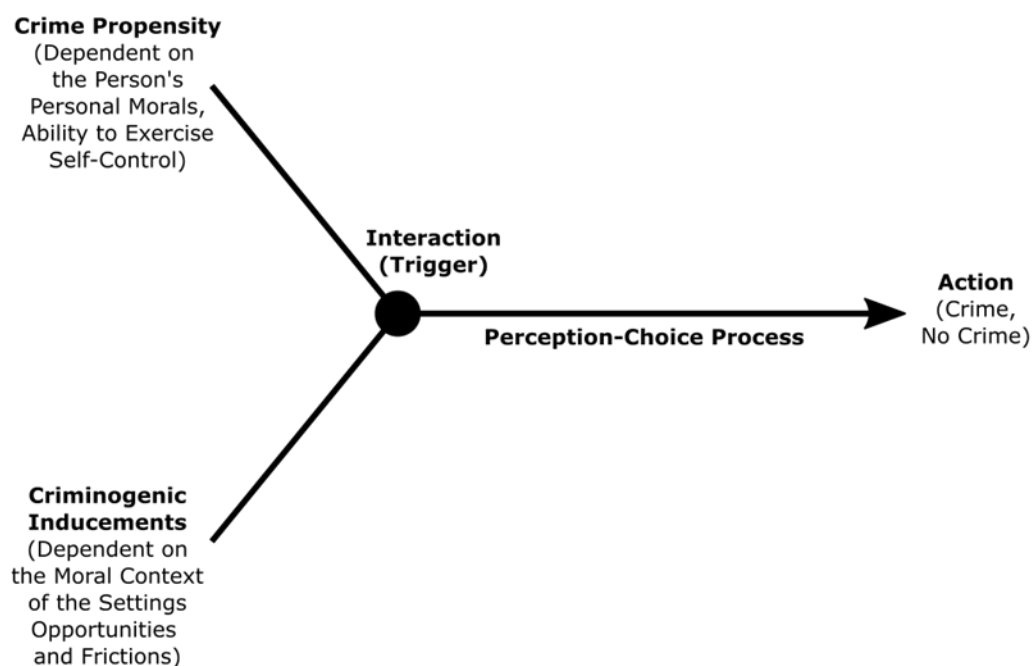 Crime Propensity
(Dependent on
the Person's
Personal Morals,
Ability to Exercise
Self-Control)
Interaction
(Trigger)
Perception-Choice Process
Action
(Crime,
No Crime)
Criminogenic
Inducements
(Dependent on
the Moral Context
of the Settings
Opportunities
and Frictions)